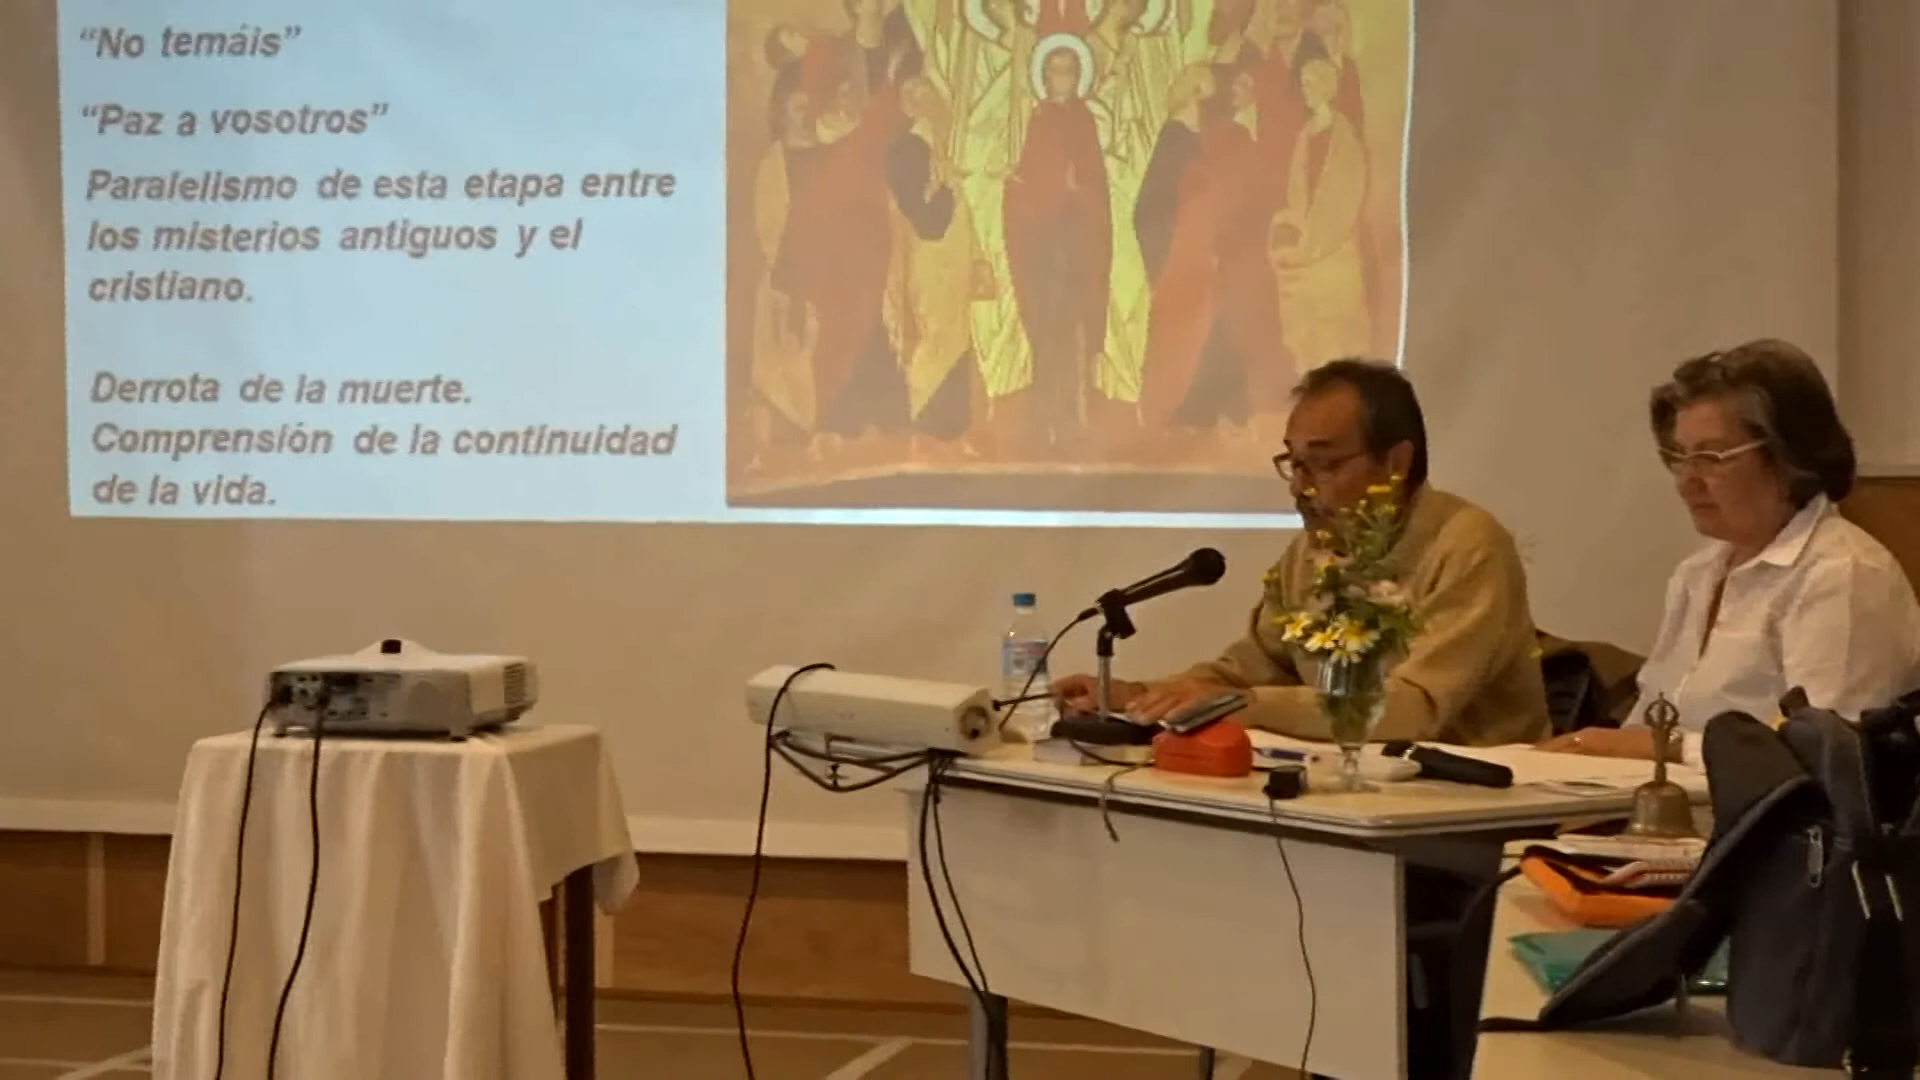 “No temáis”
“Paz a vosotros”
Paralelismo de esta etapa entre
los misterios antiguos y el
cristiano.
Derrota de la muerte.
Comprensión de la continuidad
de la vida.